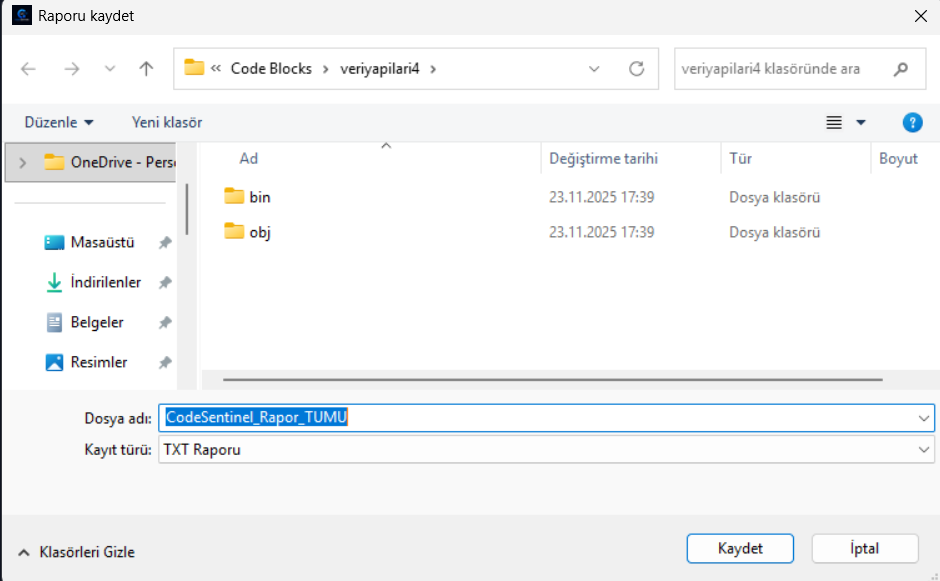 Raporu kaydet
« Code Blocks › veriyapilari4 ›
veriyapilari4 klasöründe ara
Düzenle
Yeni klasör
?
OneDrive - Perso
Ad
Değiştirme tarihi
Tür
Boyut
bin 23.11.2025 17:39 Dosya klasörü
obj 23.11.2025 17:39 Dosya klasörü
Masaüstü
İndirilenler
Belgeler
Resimler
Dosya adı: CodeSentinel_Rapor_TUMU
Kayıt türü: TXT Raporu
Klasörleri Gizle
Kaydet
İptal